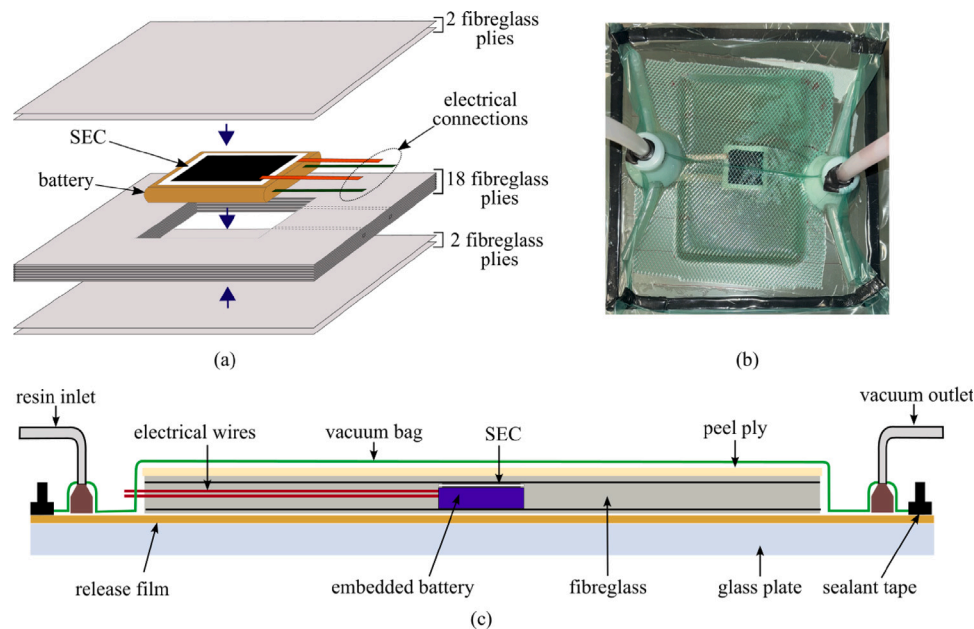 2 fibreglass
plies
electrical
connections
SEC
battery
18 fibreglass
plies
2 fibreglass
plies
(a)
(b)
resin inlet
vacuum outlet
electrical wires
vacuum bag
SEC
peel ply
release film
embedded battery
fibreglass
glass plate
sealant tape
(c)